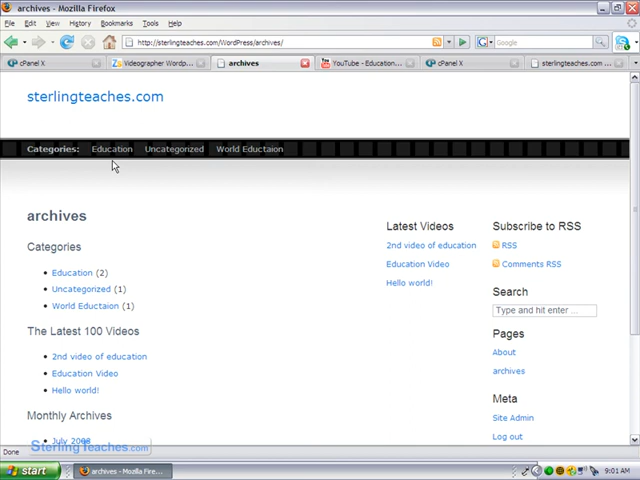 archives - Mozilla Firefox
File Edit View History Bookmarks Tools Help
http://sterlingteaches.com/WordPress/archives/
Google
cPanel X
Videographer Wordp...
archives
YouTube - Education...
cPanel X
sterlingteaches.com ...
sterlingteaches.com
Categories: Education Uncategorized World Eductaion
archives
Categories
Education (2)
Uncategorized (1)
World Eductaion (1)
The Latest 100 Videos
2nd video of education
Education Video
Hello world!
Monthly Archives
July 2008
Latest Videos
2nd video of education
Education Video
Hello world!
Subscribe to RSS
RSS
Comments RSS
Search
Type and hit enter ...
Pages
About
archives
Meta
Site Admin
Log out
SterlingTeaches.com
Done
start
archives - Mozilla Fire...
9:01 AM